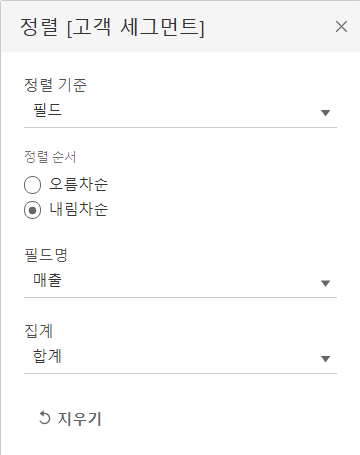 정렬 [고객 세그먼트]
정렬 기준
필드
정렬 순서
오름차순
내림차순
필드명
매출
집계
합계
지우기